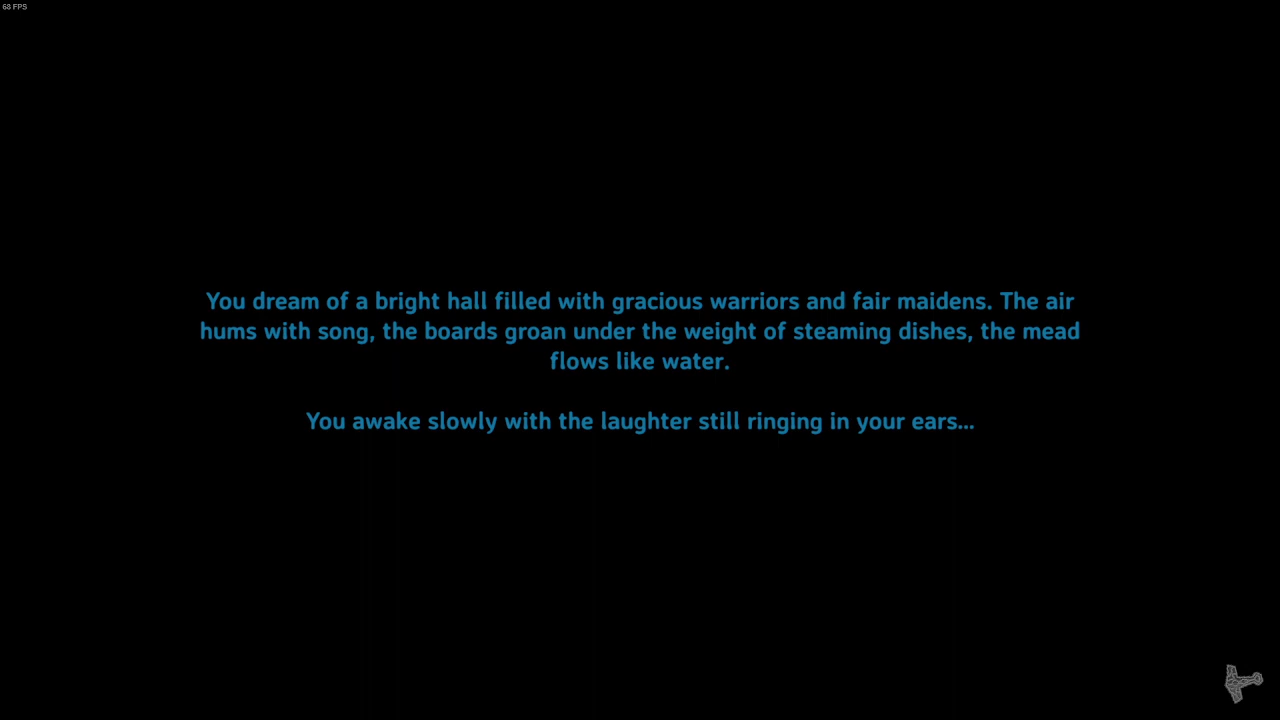 68 FPS
You dream of a bright hall filled with gracious warriors and fair maidens. The air
hums with song, the boards groan under the weight of steaming dishes, the mead
flows like water.
You awake slowly with the laughter still ringing in your ears...